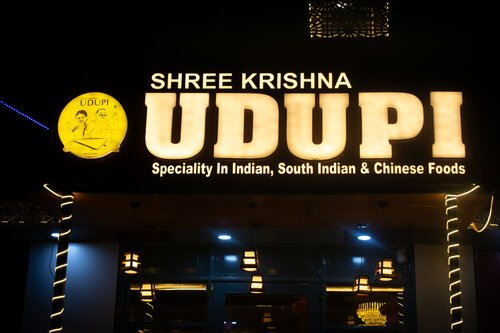 SHREE KRISHNA
UDUPI
UDUPI
Speciality In Indian, South Indian & Chinese Foods